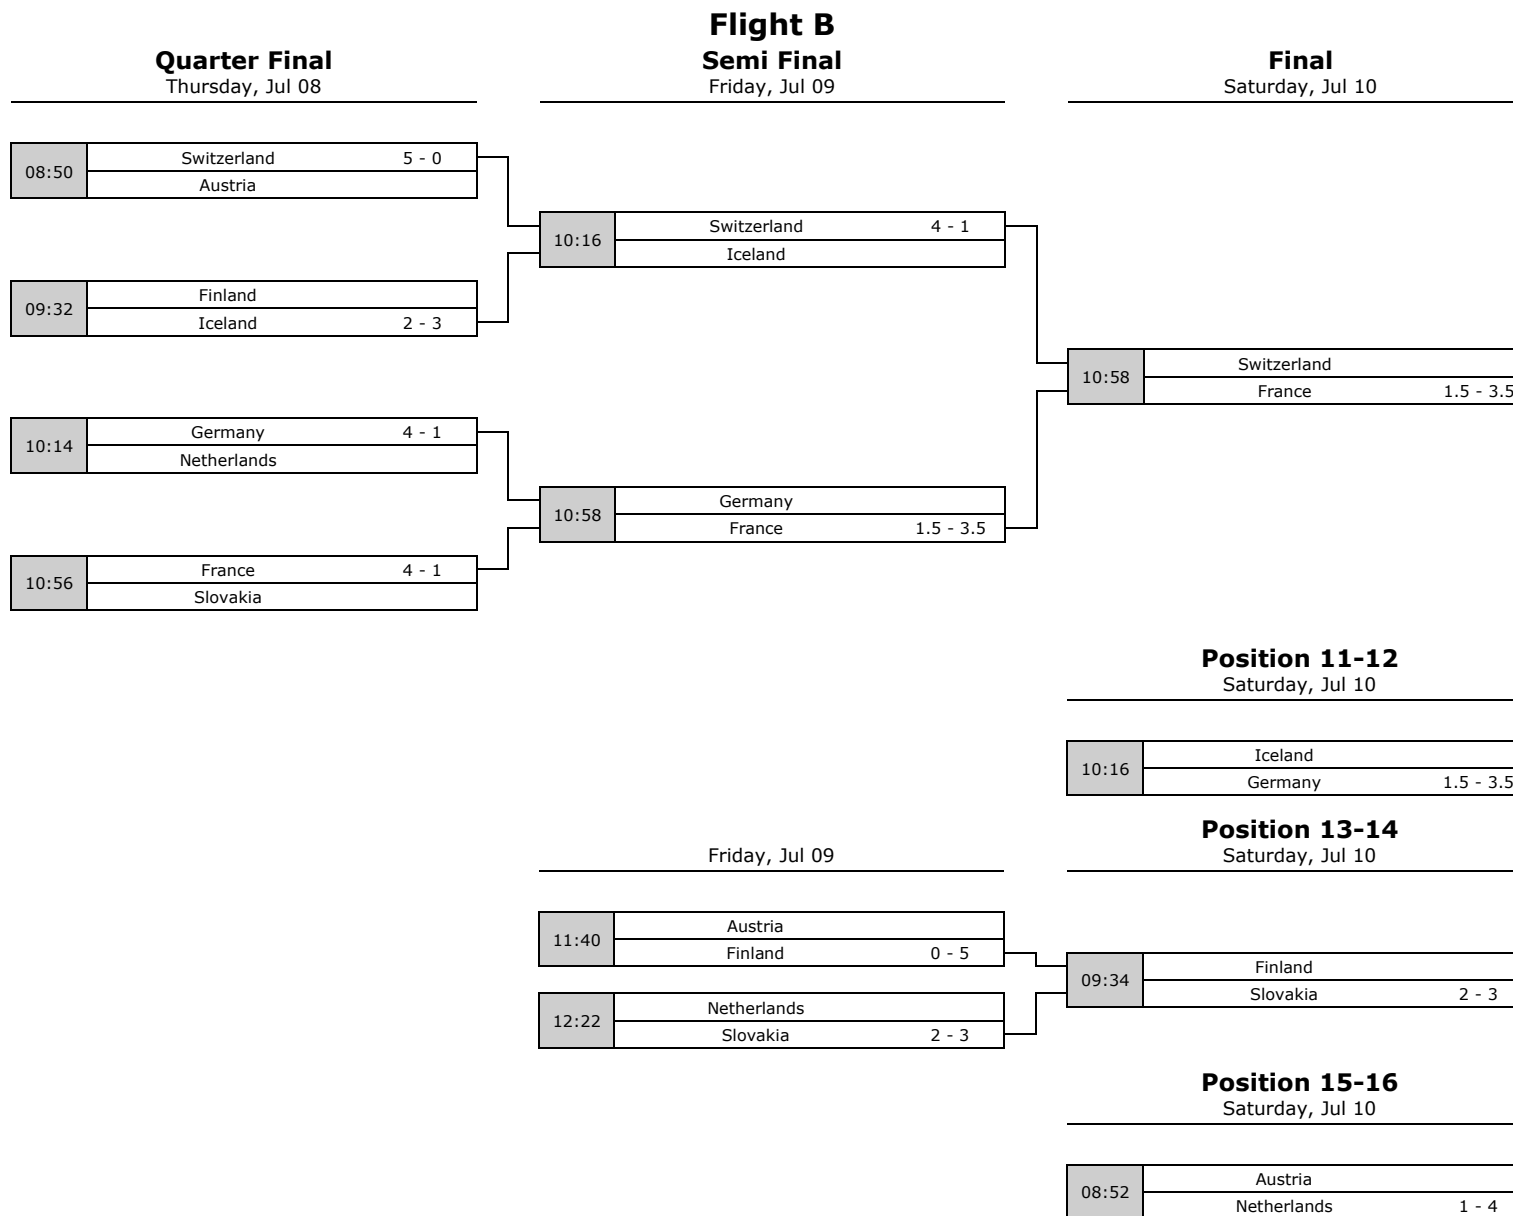 Flight B
Quarter Final Semi Final Final
Thursday, Jul 08 Friday, Jul 09 Saturday, Jul 10
08:50 Switzerland 5 - 0
Austria
10:16 Switzerland 4 - 1
Iceland
09:32 Finland
Iceland 2 - 3
10:58 Switzerland
France 1.5 - 3.5
10:14 Germany 4 - 1
Netherlands
10:58 Germany
France 1.5 - 3.5
10:56 France 4 - 1
Slovakia
Position 11-12
Saturday, Jul 10
10:16 Iceland
Germany 1.5 - 3.5
Position 13-14
Friday, Jul 09 Saturday, Jul 10
11:40 Austria
Finland 0 - 5
09:34 Finland
Slovakia 2 - 3
12:22 Netherlands
Slovakia 2 - 3
Position 15-16
Saturday, Jul 10
08:52 Austria
Netherlands 1 - 4